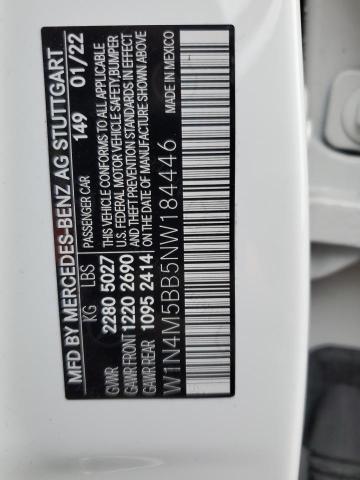 MFD BY MERCEDES-BENZ AG STUTTGART
PASSENGER CAR 149 01/22
KG LBS
GVWR 2280 5027
GAWR FRONT 1220 2690
GAWR REAR 1095 2414
THIS VEHICLE CONFORMS TO ALL APPLICABLE
U.S. FEDERAL MOTOR VEHICLE SAFETY,BUMPER
AND THEFT PREVENTION STANDARDS IN EFFECT
ON THE DATE OF MANUFACTURE SHOWN ABOVE
W1N4M5BB5NW184446
MADE IN MEXICO